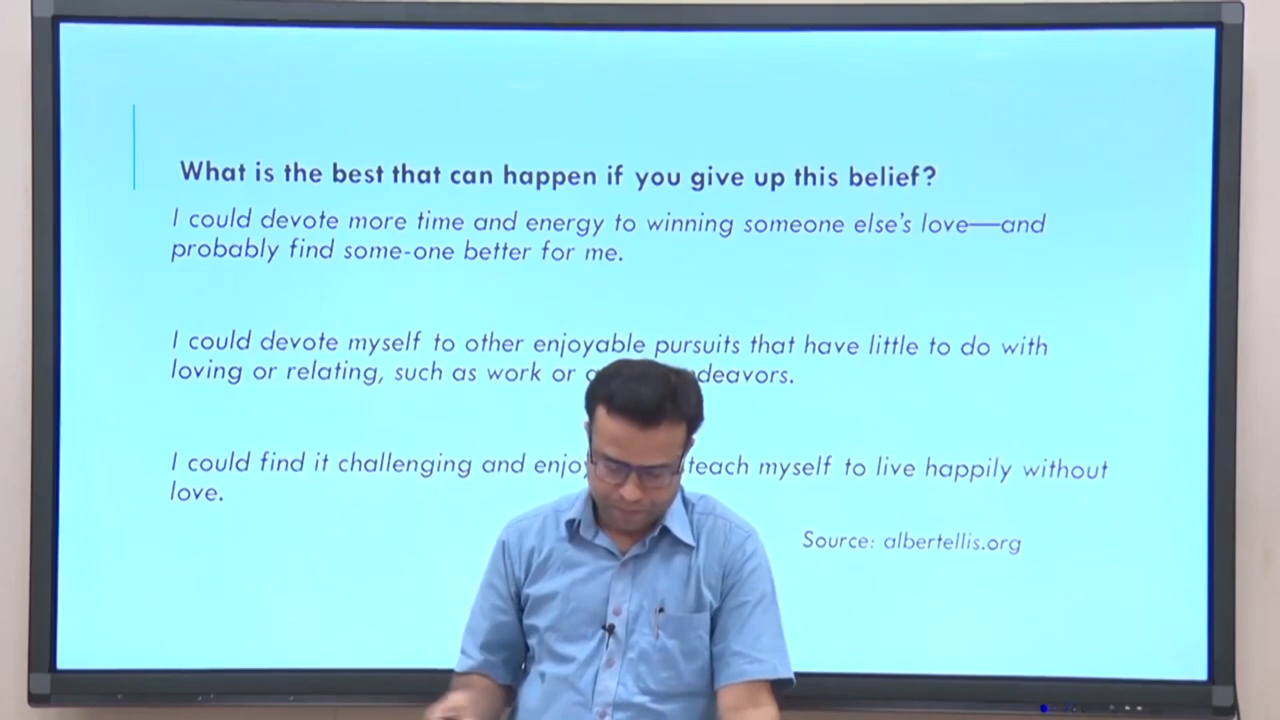 What is the best that can happen if you give up this belief?
I could devote more time and energy to winning someone else's love—and
probably find some-one better for me.
I could devote myself to other enjoyable pursuits that have little to do with
loving or relating, such as work or deavors.
I could find it challenging and enjo teach myself to live happily without
love.
Source: albertellis.org